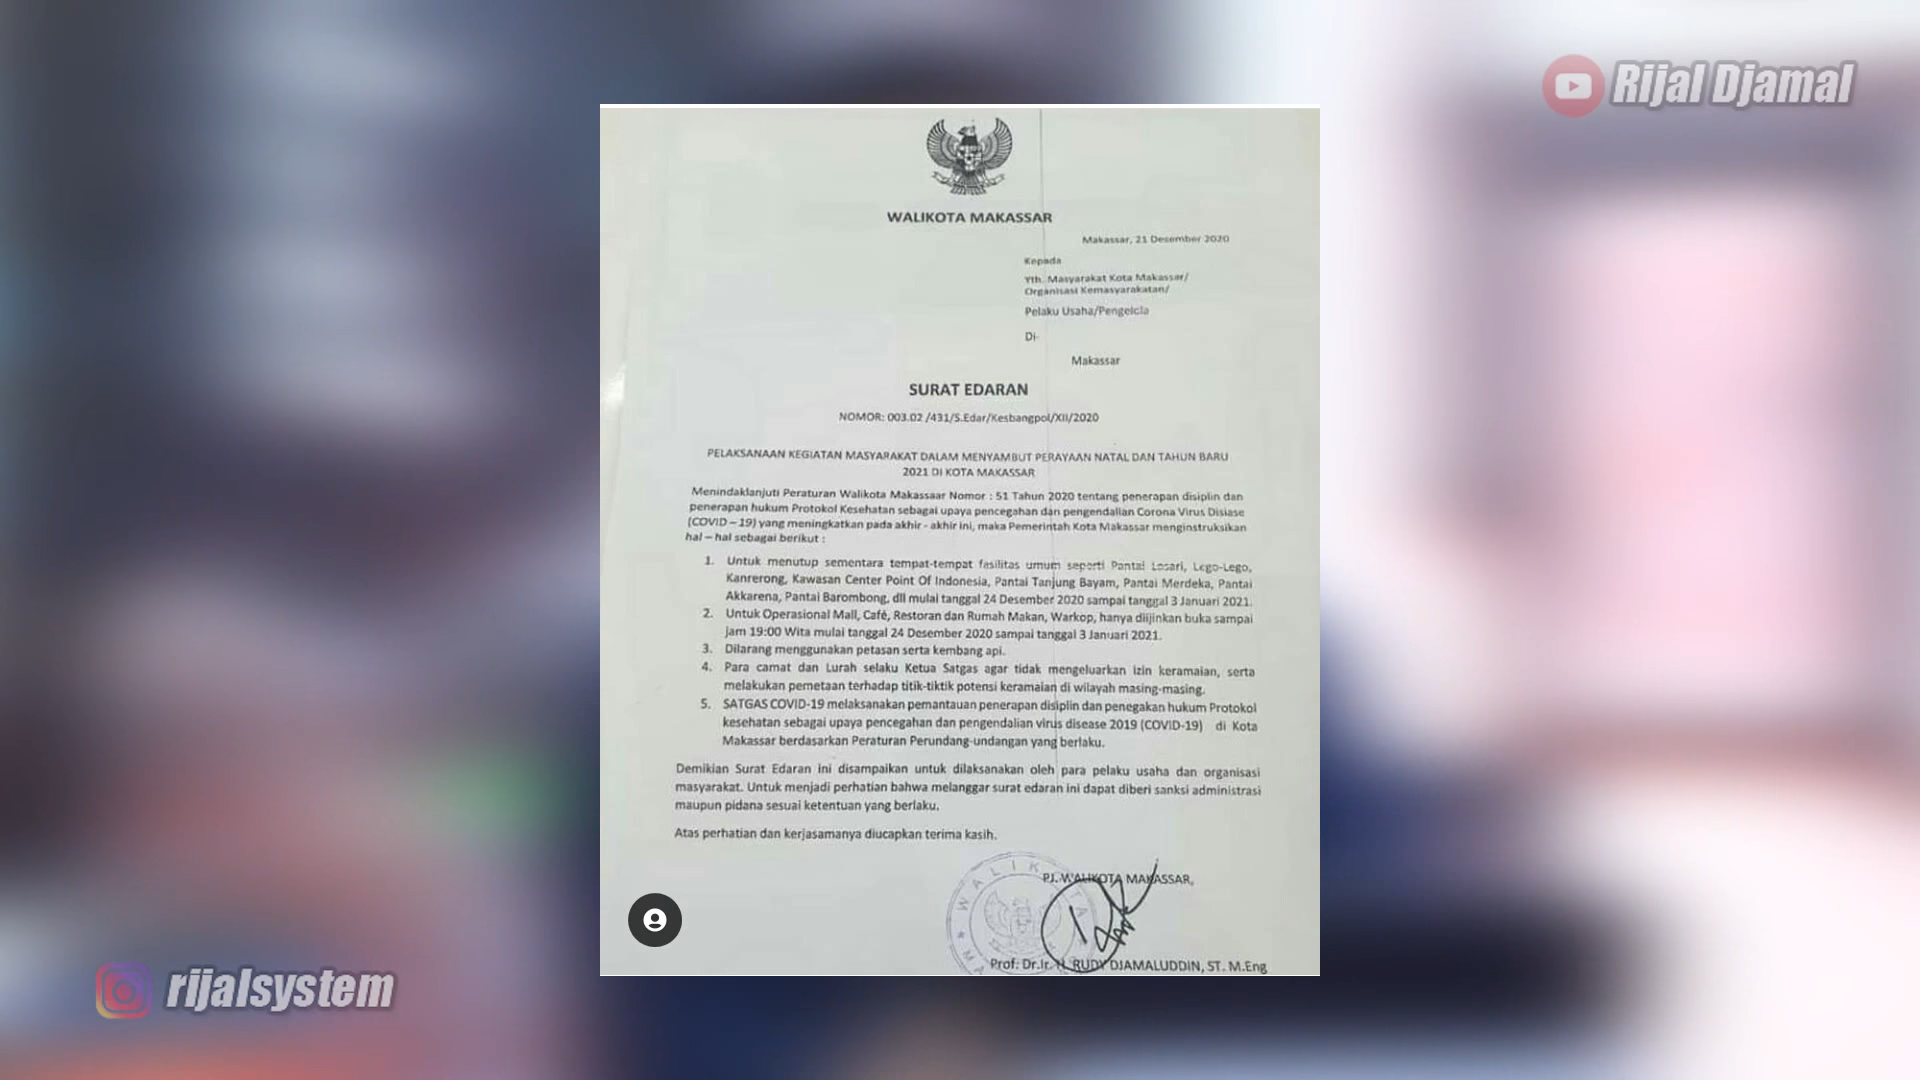 Rijal Djamal
WALIKOTA MAKASSAR
Makassar, 21 Desember 2020
Kepada
Yth. Masyarakat Kota Makassar/
Organisasi Kemasyarakatan/
Pelaku Usaha/Pengelola
Di-
Makassar
SURAT EDARAN
NOMOR: 003.02 /431/S.Edar/Kesbangpol/XII/2020
PELAKSANAAN KEGIATAN MASYARAKAT DALAM MENYAMBUT PERAYAAN NATAL DAN TAHUN BARU
2021 DI KOTA MAKASSAR
Menindaklanjuti Peraturan Walikota Makassaar Nomor : 51 Tahun 2020 tentang penerapan disiplin dan
penerapan hukum Protokol Kesehatan sebagai upaya pencegahan dan pengendalian Corona Virus Disiase
(COVID – 19) yang meningkatkan pada akhir - akhir ini, maka Pemerintah Kota Makassar menginstruksikan
hal – hal sebagai berikut :
1. Untuk menutup sementara tempat-tempat fasilitas umum seperti Pantai Losari, Lego-Lego,
Kanrerong, Kawasan Center Point Of Indonesia, Pantai Tanjung Bayam, Pantai Merdeka, Pantai
Akkarena, Pantai Barombong, dll mulai tanggal 24 Desember 2020 sampai tanggal 3 Januari 2021.
2. Untuk Operasional Mall, Café, Restoran dan Rumah Makan, Warkop, hanya diijinkan buka sampai
jam 19:00 Wita mulai tanggal 24 Desember 2020 sampai tanggal 3 Januari 2021.
3. Dilarang menggunakan petasan serta kembang api.
4. Para camat dan Lurah selaku Ketua Satgas agar tidak mengeluarkan izin keramaian, serta
melakukan pemetaan terhadap titik-tiktik potensi keramaian di wilayah masing-masing.
5. SATGAS COVID-19 melaksanakan pemantauan penerapan disiplin dan penegakan hukum Protokol
kesehatan sebagai upaya pencegahan dan pengendalian virus disease 2019 (COVID-19) di Kota
Makassar berdasarkan Peraturan Perundang-undangan yang berlaku.
Demikian Surat Edaran ini disampaikan untuk dilaksanakan oleh para pelaku usaha dan organisasi
masyarakat. Untuk menjadi perhatian bahwa melanggar surat edaran ini dapat diberi sanksi administrasi
maupun pidana sesuai ketentuan yang berlaku.
Atas perhatian dan kerjasamanya diucapkan terima kasih.
PJ. WALIKOTA MAKASSAR,
Prof. Dr.Ir. H. RUDY DJAMALUDDIN, ST. M.Eng
rijalsystem